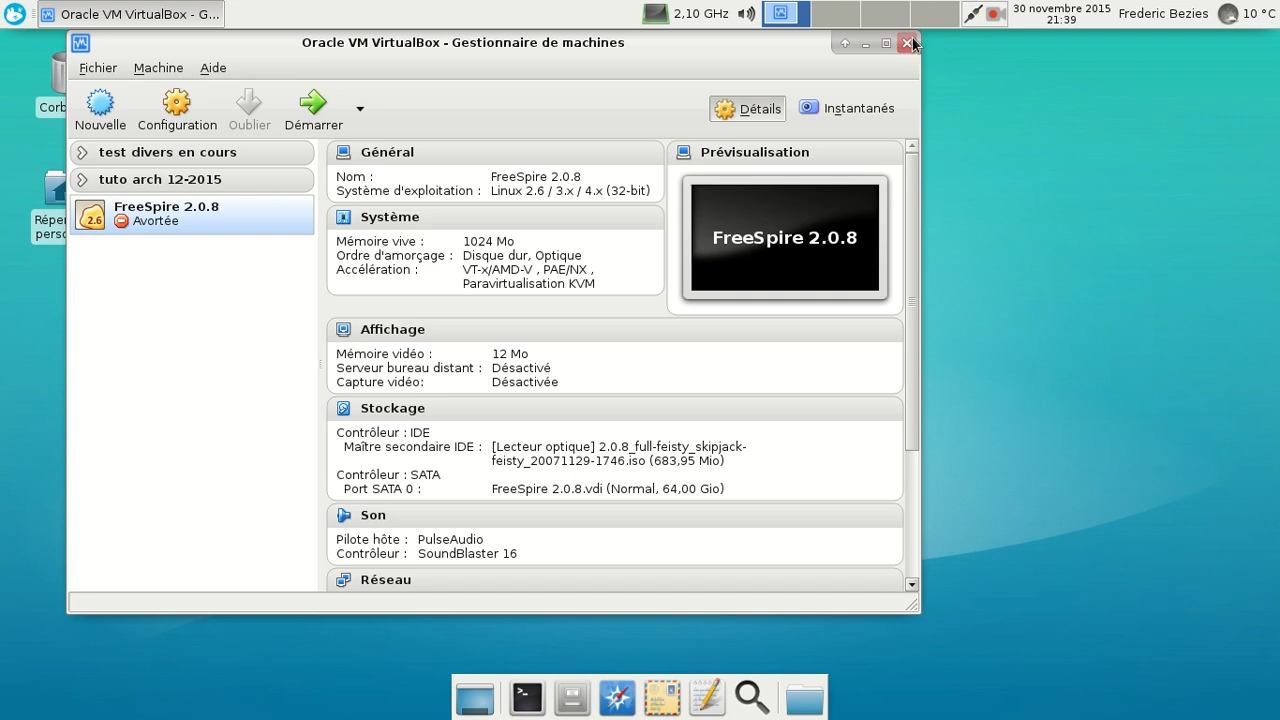 Oracle VM VirtualBox - G...
2,10 GHz
30 novembre 2015
21:39
Frederic Bezies
10 °C
Oracle VM VirtualBox - Gestionnaire de machines
Fichier Machine Aide
Nouvelle Configuration Oublier Démarrer
Détails Instantanés
Corb
Réper
perso
test divers en cours
tuto arch 12-2015
2.6
FreeSpire 2.0.8
Avortée
Général
Nom : FreeSpire 2.0.8
Système d'exploitation : Linux 2.6 / 3.x / 4.x (32-bit)
Système
Mémoire vive : 1024 Mo
Ordre d'amorçage : Disque dur, Optique
Accélération : VT-x/AMD-V , PAE/NX ,
Paravirtualisation KVM
Prévisualisation
FreeSpire 2.0.8
Affichage
Mémoire vidéo : 12 Mo
Serveur bureau distant : Désactivé
Capture vidéo: Désactivée
Stockage
Contrôleur : IDE
Maître secondaire IDE : [Lecteur optique] 2.0.8_full-feisty_skipjack-
feisty_20071129-1746.iso (683,95 Mio)
Contrôleur : SATA
Port SATA 0 : FreeSpire 2.0.8.vdi (Normal, 64,00 Gio)
Son
Pilote hôte : PulseAudio
Contrôleur : SoundBlaster 16
Réseau